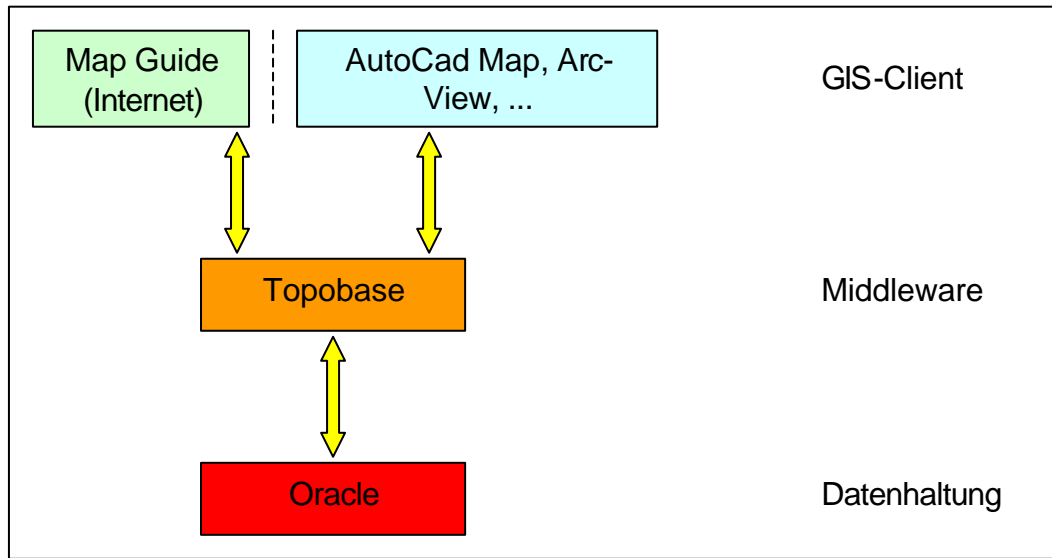 Map Guide
(Internet)
AutoCad Map, Arc-
View, ...
GIS-Client
Topobase
Middleware
Oracle
Datenhaltung